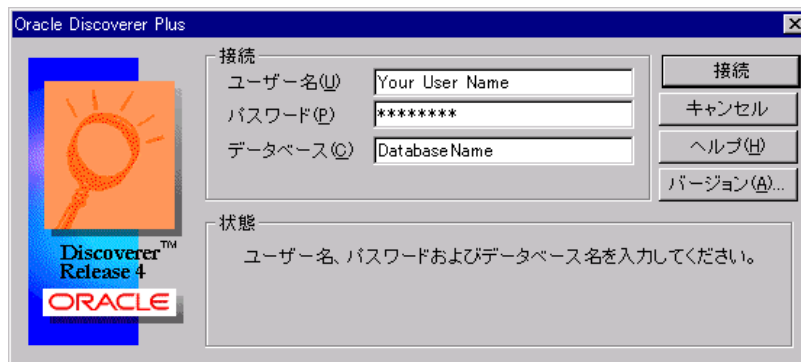 Oracle Discoverer Plus
接続
ユーザー名(U)
Your User Name
パスワード(P)
********
データベース(C)
DatabaseName
接続
キャンセル
ヘルプ(H)
バージョン(A)...
Discoverer™
Release 4
ORACLE
状態
ユーザー名、パスワードおよびデータベース名を入力してください。